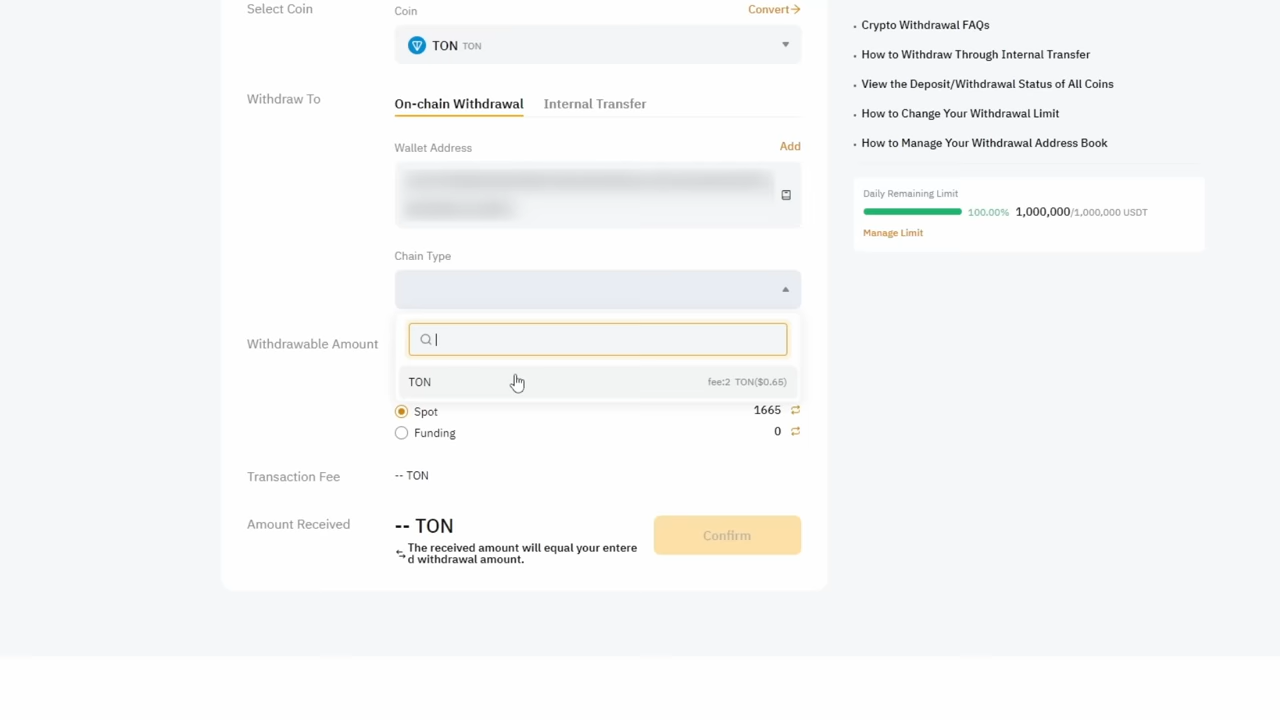 Select Coin
Coin
Convert→
TON TON
Withdraw To
On-chain Withdrawal
Internal Transfer
Wallet Address
Add
Chain Type
TON
fee:2 TON($0.65)
Withdrawable Amount
Spot
1665
Funding
0
Transaction Fee
-- TON
Amount Received
-- TON
The received amount will equal your entere
d withdrawal amount.
Confirm
Crypto Withdrawal FAQs
How to Withdraw Through Internal Transfer
View the Deposit/Withdrawal Status of All Coins
How to Change Your Withdrawal Limit
How to Manage Your Withdrawal Address Book
Daily Remaining Limit
100.00% 1,000,000/1,000,000 USDT
Manage Limit